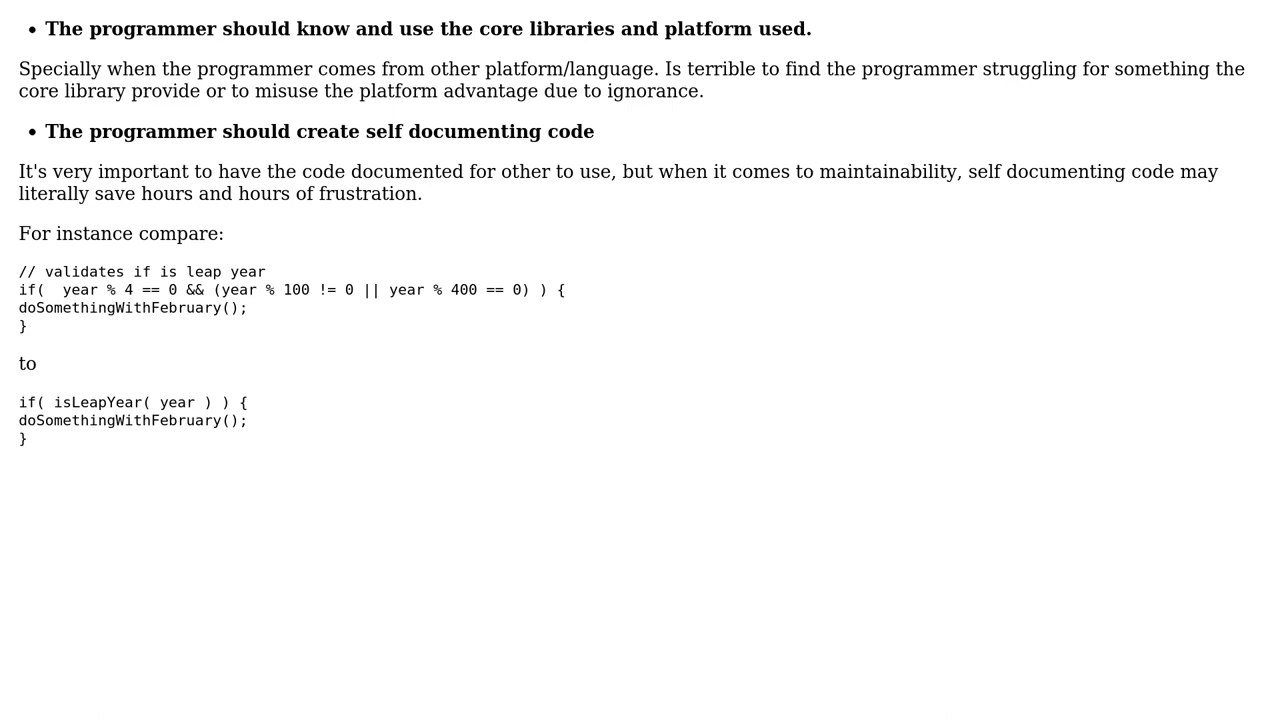 • The programmer should know and use the core libraries and platform used.
Specially when the programmer comes from other platform/language. Is terrible to find the programmer struggling for something the
core library provide or to misuse the platform advantage due to ignorance.
• The programmer should create self documenting code
It's very important to have the code documented for other to use, but when it comes to maintainability, self documenting code may
literally save hours and hours of frustration.
For instance compare:
// validates if is leap year
if(  year % 4 == 0 && (year % 100 != 0 || year % 400 == 0) ) {
doSomethingWithFebruary();
}
to
if( isLeapYear( year ) ) {
doSomethingWithFebruary();
}